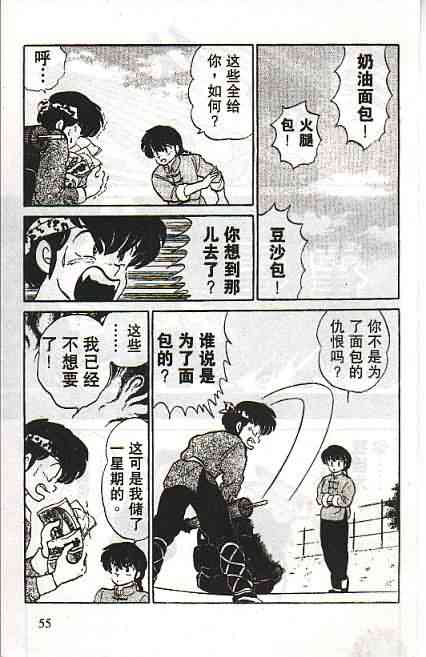 奶油面
包！
火腿
包！
豆沙包！
这些全给
你，如何？
呼…
你想到那
儿去了？
你不是为
了面包的
仇恨吗？
谁说是
为了面
包的？
这些
……
我已经
不想要
了！
这可是我储了
一星期的。
55